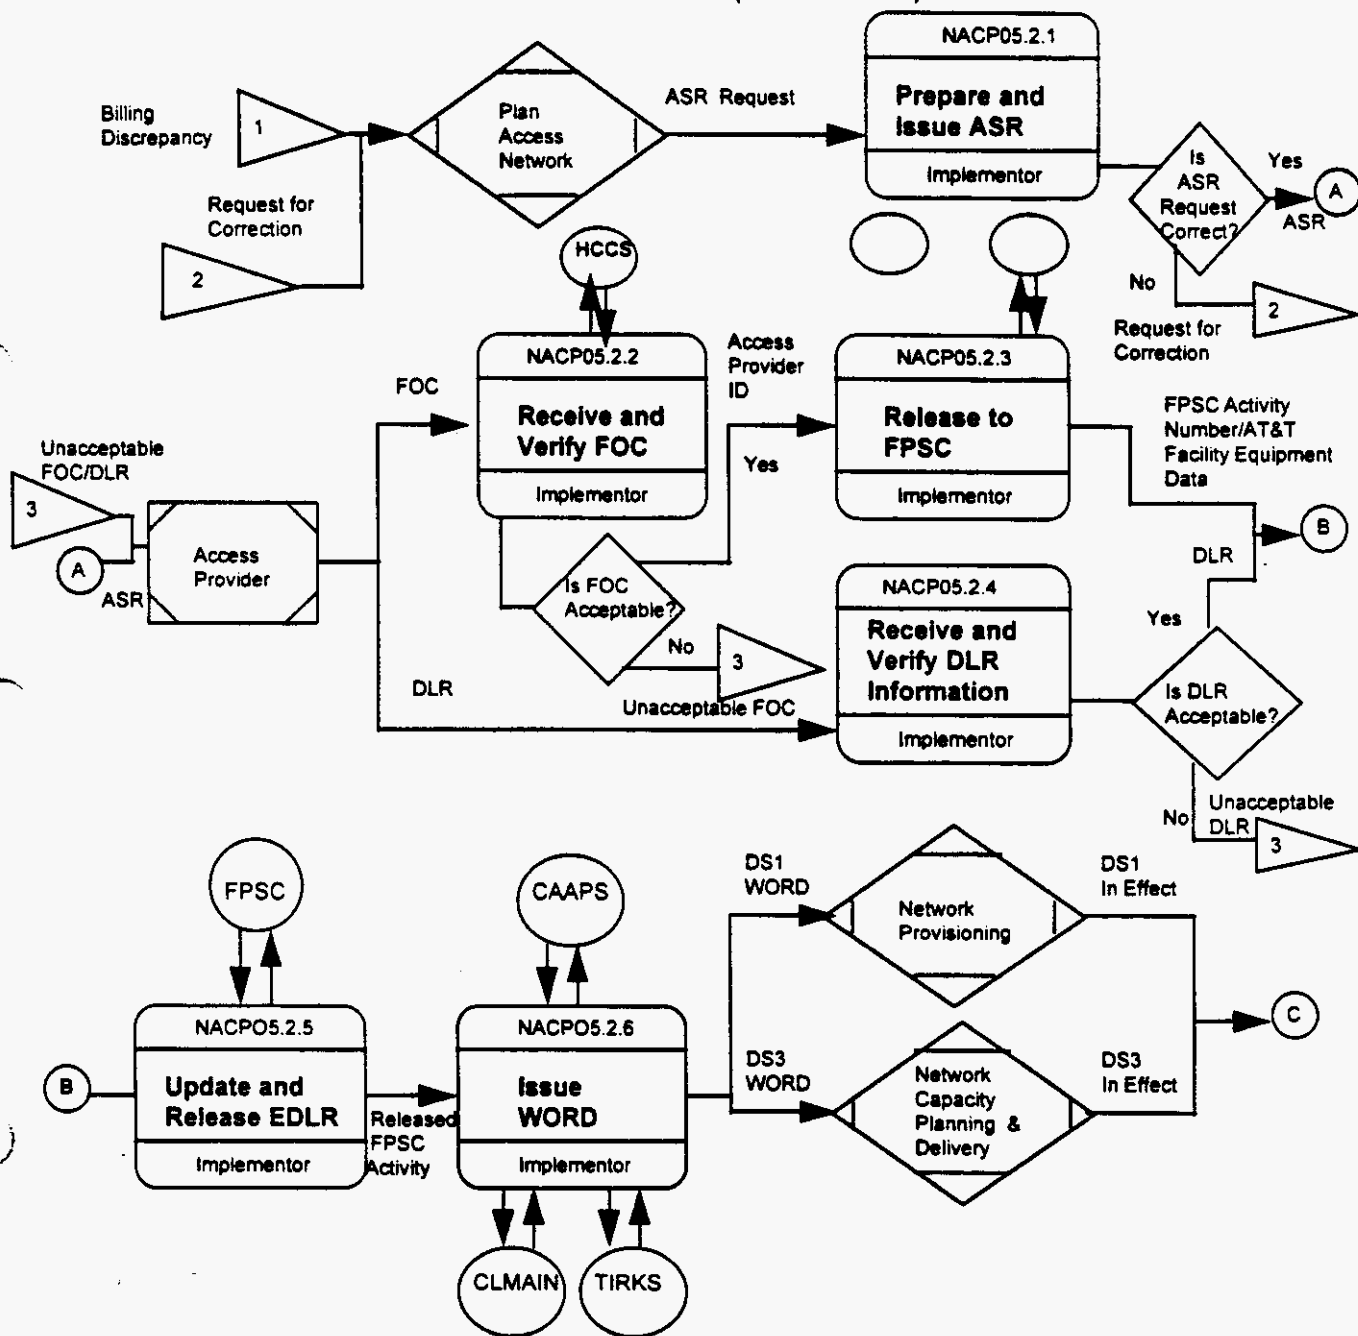 NACP05.2.1
Prepare and
Issue ASR
Implementor
Billing
Discrepancy
1
Plan
Access
Network
ASR Request
Is
ASR
Request
Correct?
Yes
A
ASR
Request for
Correction
2
HCCS
No
2
Request for
Correction
NACP05.2.2
Receive and
Verify FOC
Implementor
FOC
Access
Provider
ID
Yes
NACP05.2.3
Release to
FPSC
Implementor
FPSC Activity
Number/AT&T
Facility Equipment
Data
Unacceptable
FOC/DLR
3
A
ASR
Access
Provider
Is FOC
Acceptable?
No
3
Unacceptable FOC
DLR
NACP05.2.4
Receive and
Verify DLR
Information
Implementor
B
DLR
Yes
Is DLR
Acceptable?
No
Unacceptable
DLR
3
FPSC
CAAPS
DS1
WORD
Network
Provisioning
DS1
In Effect
B
NACPO5.2.5
Update and
Release EDLR
Implementor
Released
FPSC
Activity
NACPO5.2.6
Issue
WORD
Implementor
DS3
WORD
Network
Capacity
Planning &
Delivery
DS3
In Effect
C
CLMAIN
TIRKS